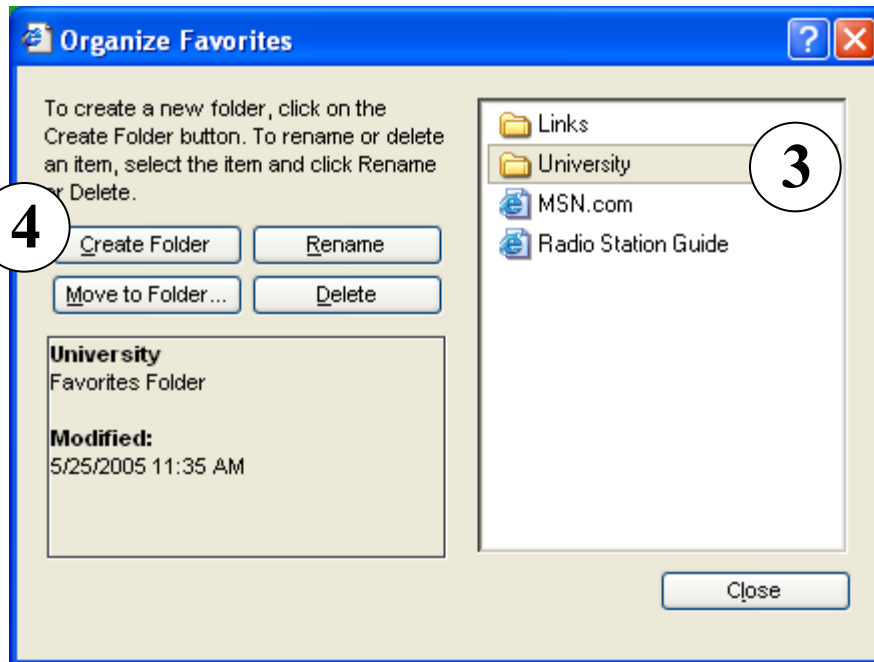 Organize Favorites
To create a new folder, click on the
Create Folder button. To rename or delete
an item, select the item and click Rename
or Delete.
4
Create Folder
Rename
Move to Folder...
Delete
University
Favorites Folder
Modified:
5/25/2005 11:35 AM
Links
University
3
MSN.com
Radio Station Guide
Close